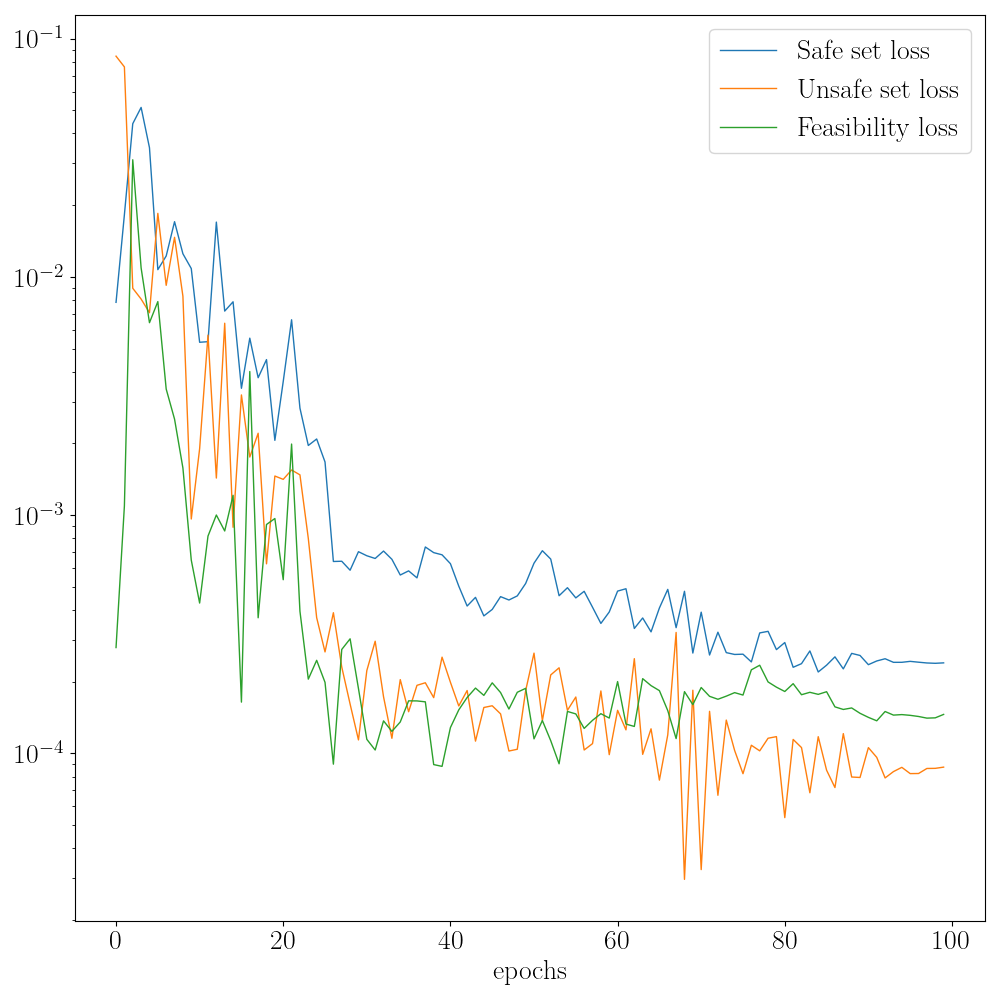 10⁻¹
10⁻²
10⁻³
10⁻⁴
Safe set loss
Unsafe set loss
Feasibility loss
0 20 40 60 80 100
epochs